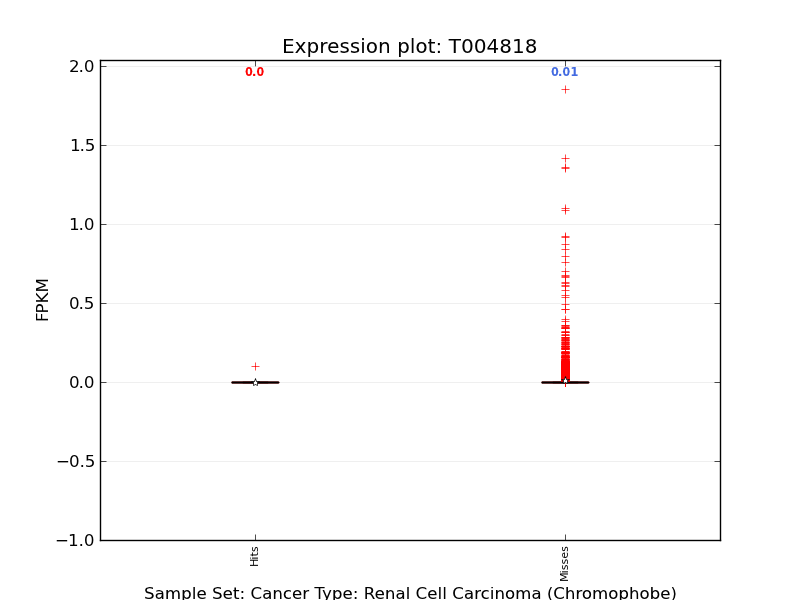 Expression plot: T004818
0.0
0.01
2.0
1.5
1.0
0.5
0.0
−0.5
−1.0
FPKM
Hits
Misses
Sample Set: Cancer Type: Renal Cell Carcinoma (Chromophobe)